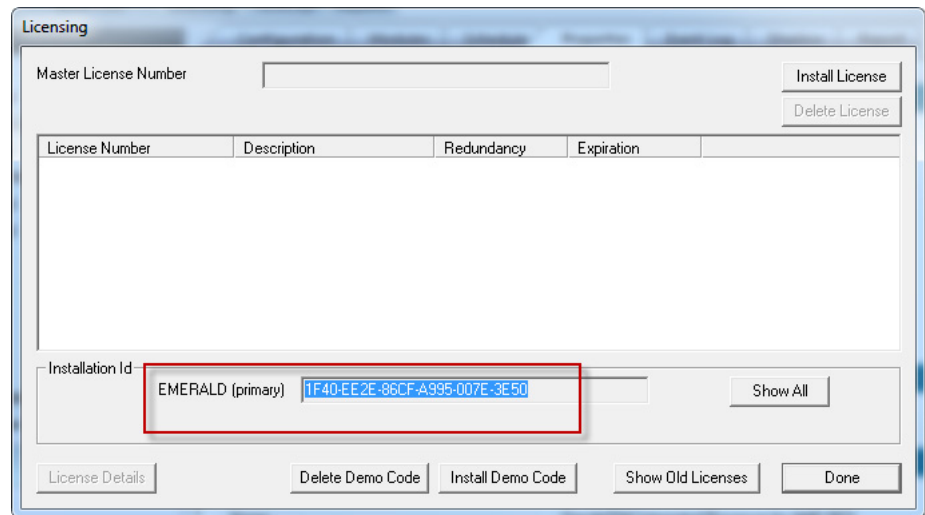 Licensing
Master License Number
Install License
Delete License
License Number Description Redundancy Expiration
Installation Id
EMERALD (primary) 1F40-EE2E-86CF-A995-007E-3E50
Show All
License Details Delete Demo Code Install Demo Code Show Old Licenses Done